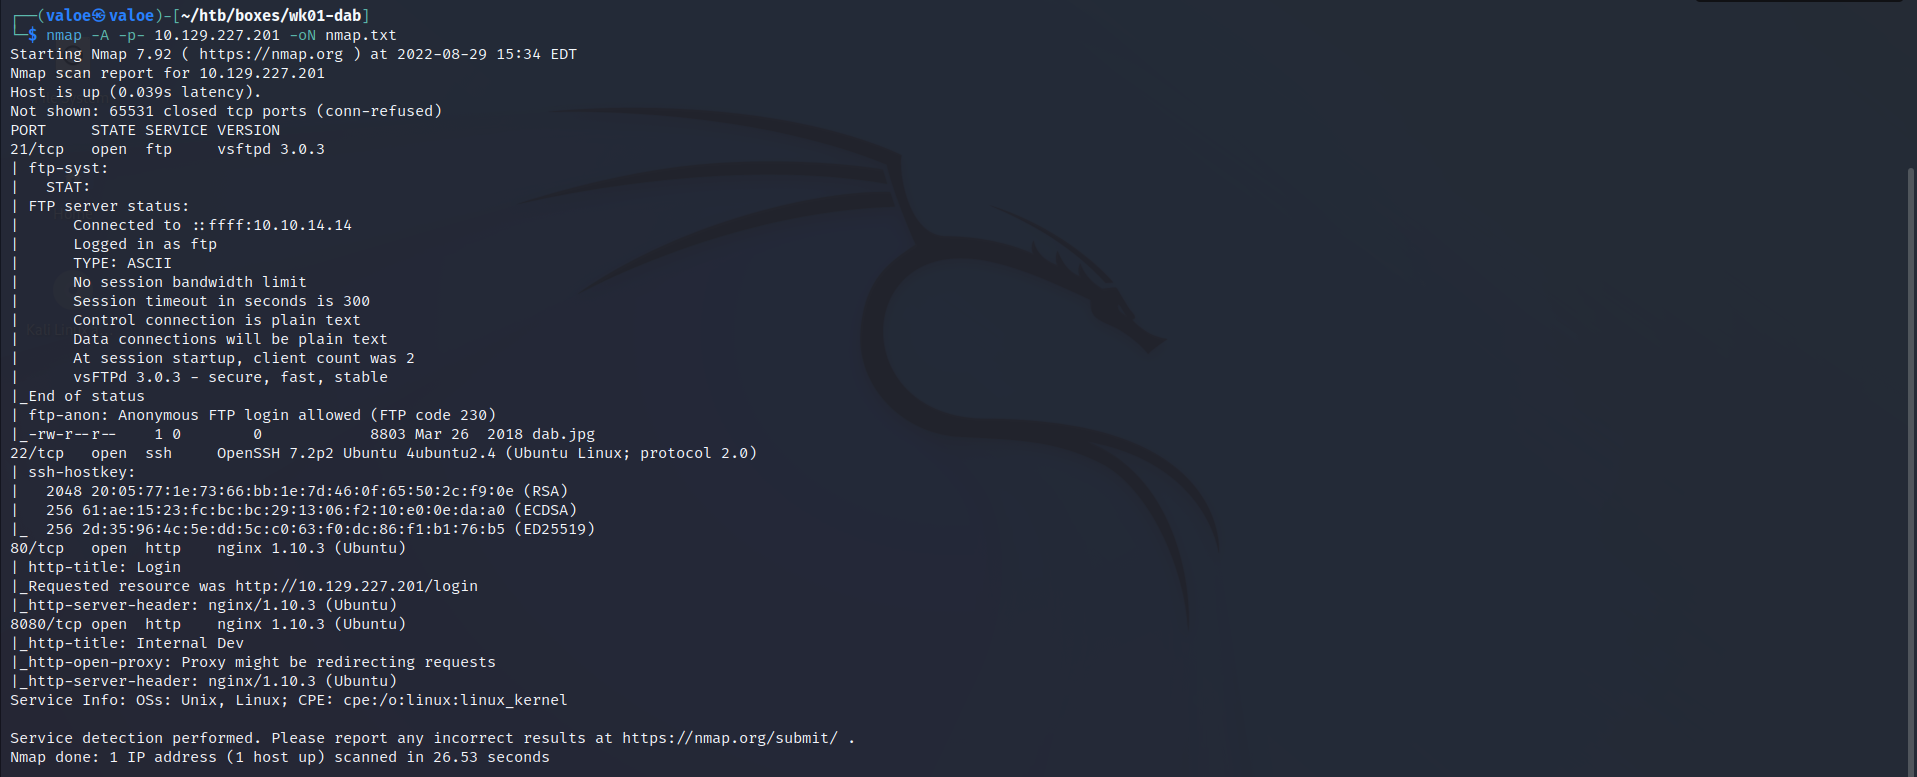 ┌──(valoe㉿valoe)-[~/htb/boxes/wk01-dab]
└─$ nmap -A -p- 10.129.227.201 -oN nmap.txt
Starting Nmap 7.92 ( https://nmap.org ) at 2022-08-29 15:34 EDT
Nmap scan report for 10.129.227.201
Host is up (0.039s latency).
Not shown: 65531 closed tcp ports (conn-refused)
PORT     STATE SERVICE VERSION
21/tcp   open  ftp     vsftpd 3.0.3
| ftp-syst:
|   STAT:
| FTP server status:
|      Connected to ::ffff:10.10.14.14
|      Logged in as ftp
|      TYPE: ASCII
|      No session bandwidth limit
|      Session timeout in seconds is 300
|      Control connection is plain text
|      Data connections will be plain text
|      At session startup, client count was 2
|      vsFTPd 3.0.3 - secure, fast, stable
|_End of status
| ftp-anon: Anonymous FTP login allowed (FTP code 230)
|_-rw-r--r--    1 0        0            8803 Mar 26  2018 dab.jpg
22/tcp   open  ssh     OpenSSH 7.2p2 Ubuntu 4ubuntu2.4 (Ubuntu Linux; protocol 2.0)
| ssh-hostkey:
|   2048 20:05:77:1e:73:66:bb:1e:7d:46:0f:65:50:2c:f9:0e (RSA)
|   256 61:ae:15:23:fc:bc:bc:29:13:06:f2:10:e0:0e:da:a0 (ECDSA)
|_  256 2d:35:96:4c:5e:dd:5c:c0:63:f0:dc:86:f1:b1:76:b5 (ED25519)
80/tcp   open  http    nginx 1.10.3 (Ubuntu)
| http-title: Login
|_Requested resource was http://10.129.227.201/login
|_http-server-header: nginx/1.10.3 (Ubuntu)
8080/tcp open  http    nginx 1.10.3 (Ubuntu)
|_http-title: Internal Dev
|_http-open-proxy: Proxy might be redirecting requests
|_http-server-header: nginx/1.10.3 (Ubuntu)
Service Info: OSs: Unix, Linux; CPE: cpe:/o:linux:linux_kernel
Service detection performed. Please report any incorrect results at https://nmap.org/submit/ .
Nmap done: 1 IP address (1 host up) scanned in 26.53 seconds